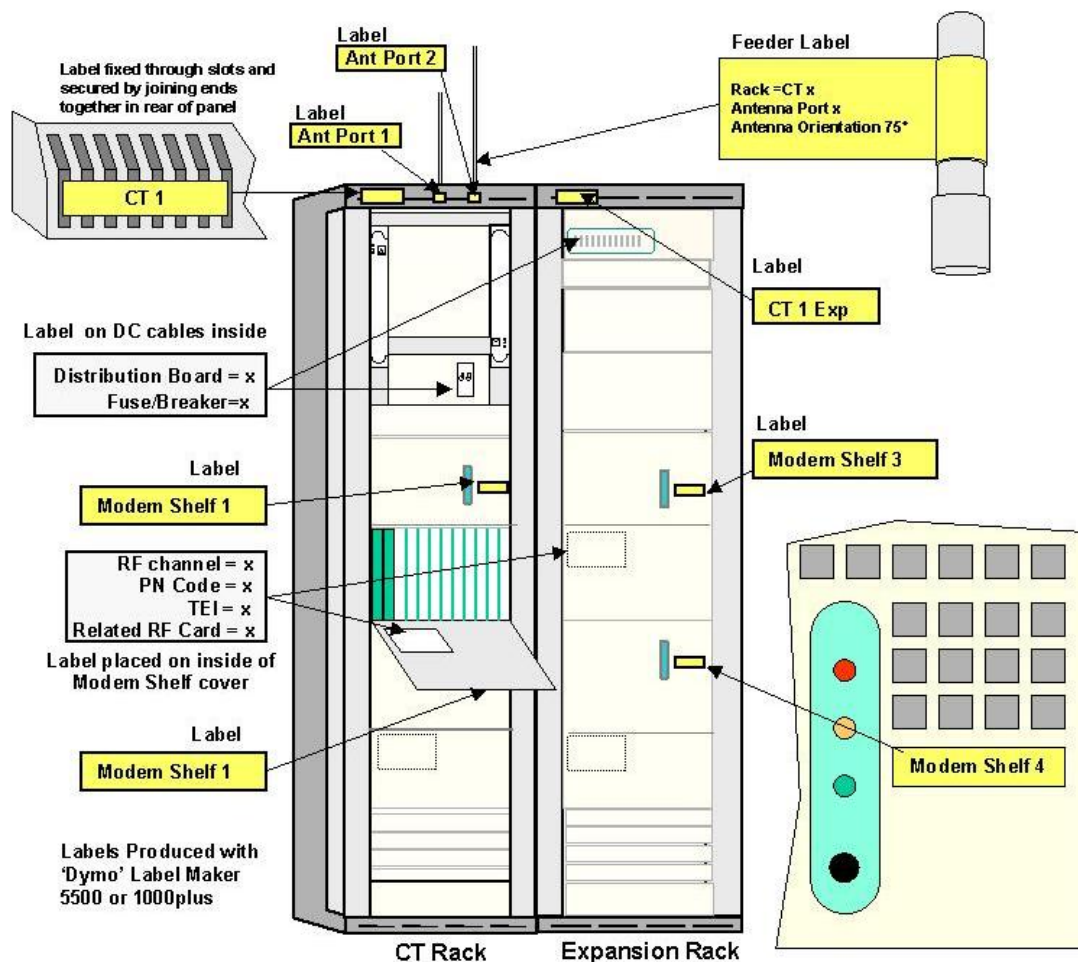 Label
Ant Port 2
Feeder Label
Label fixed through slots and
secured by joining ends
together in rear of panel
Rack =CT x
Antenna Port x
Antenna Orientation 75°
Label
Ant Port 1
CT 1
Label
CT 1 Exp
Label on DC cables inside
Distribution Board = x
Fuse/Breaker=x
Label
Modem Shelf 3
Label
Modem Shelf 1
RF channel = x
PN Code = x
TEI = x
Related RF Card = x
Label placed on inside of
Modem Shelf cover
Label
Modem Shelf 1
Modem Shelf 4
Labels Produced with
‘Dymo’ Label Maker
5500 or 1000plus
CT Rack
Expansion Rack